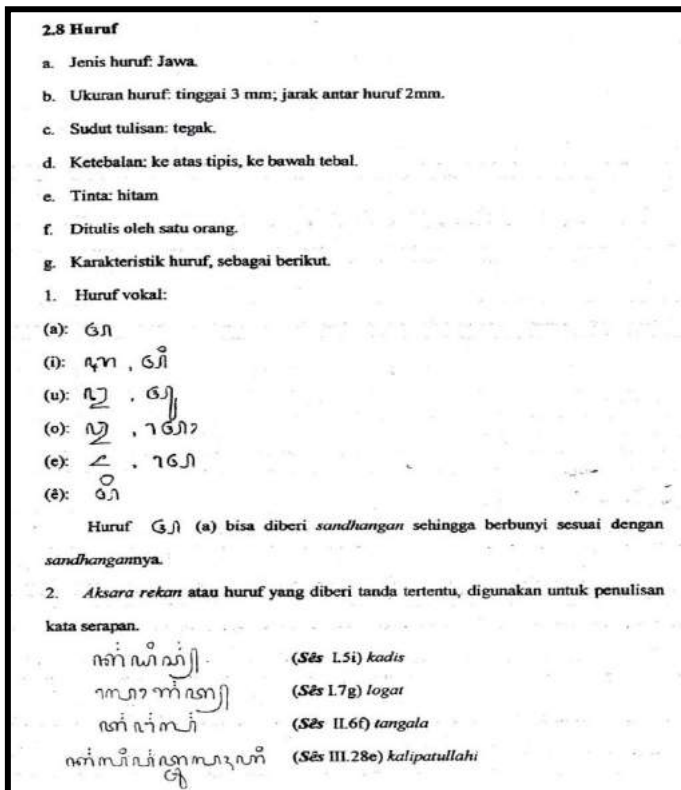 2.8 Huruf
a. Jenis huruf: Jawa.
b. Ukuran huruf: tinggai 3 mm; jarak antar huruf 2mm.
c. Sudut tulisan: tegak.
d. Ketebalan: ke atas tipis, ke bawah tebal.
e. Tinta: hitam
f. Ditulis oleh satu orang.
g. Karakteristik huruf, sebagai berikut.
1. Huruf vokal:
(a): ꦲ
(i):
(u):
(o):
(e):
(ê):
Huruf (a) bisa diberi sandhangan sehingga berbunyi sesuai dengan
sandhangannya.
2. Aksara rekan atau huruf yang diberi tanda tertentu, digunakan untuk penulisan
kata serapan.
(Sês I.5i) kadis
(Sês I.7g) logat
(Sês II.6f) tangala
(Sês III.28e) kalipatullahi